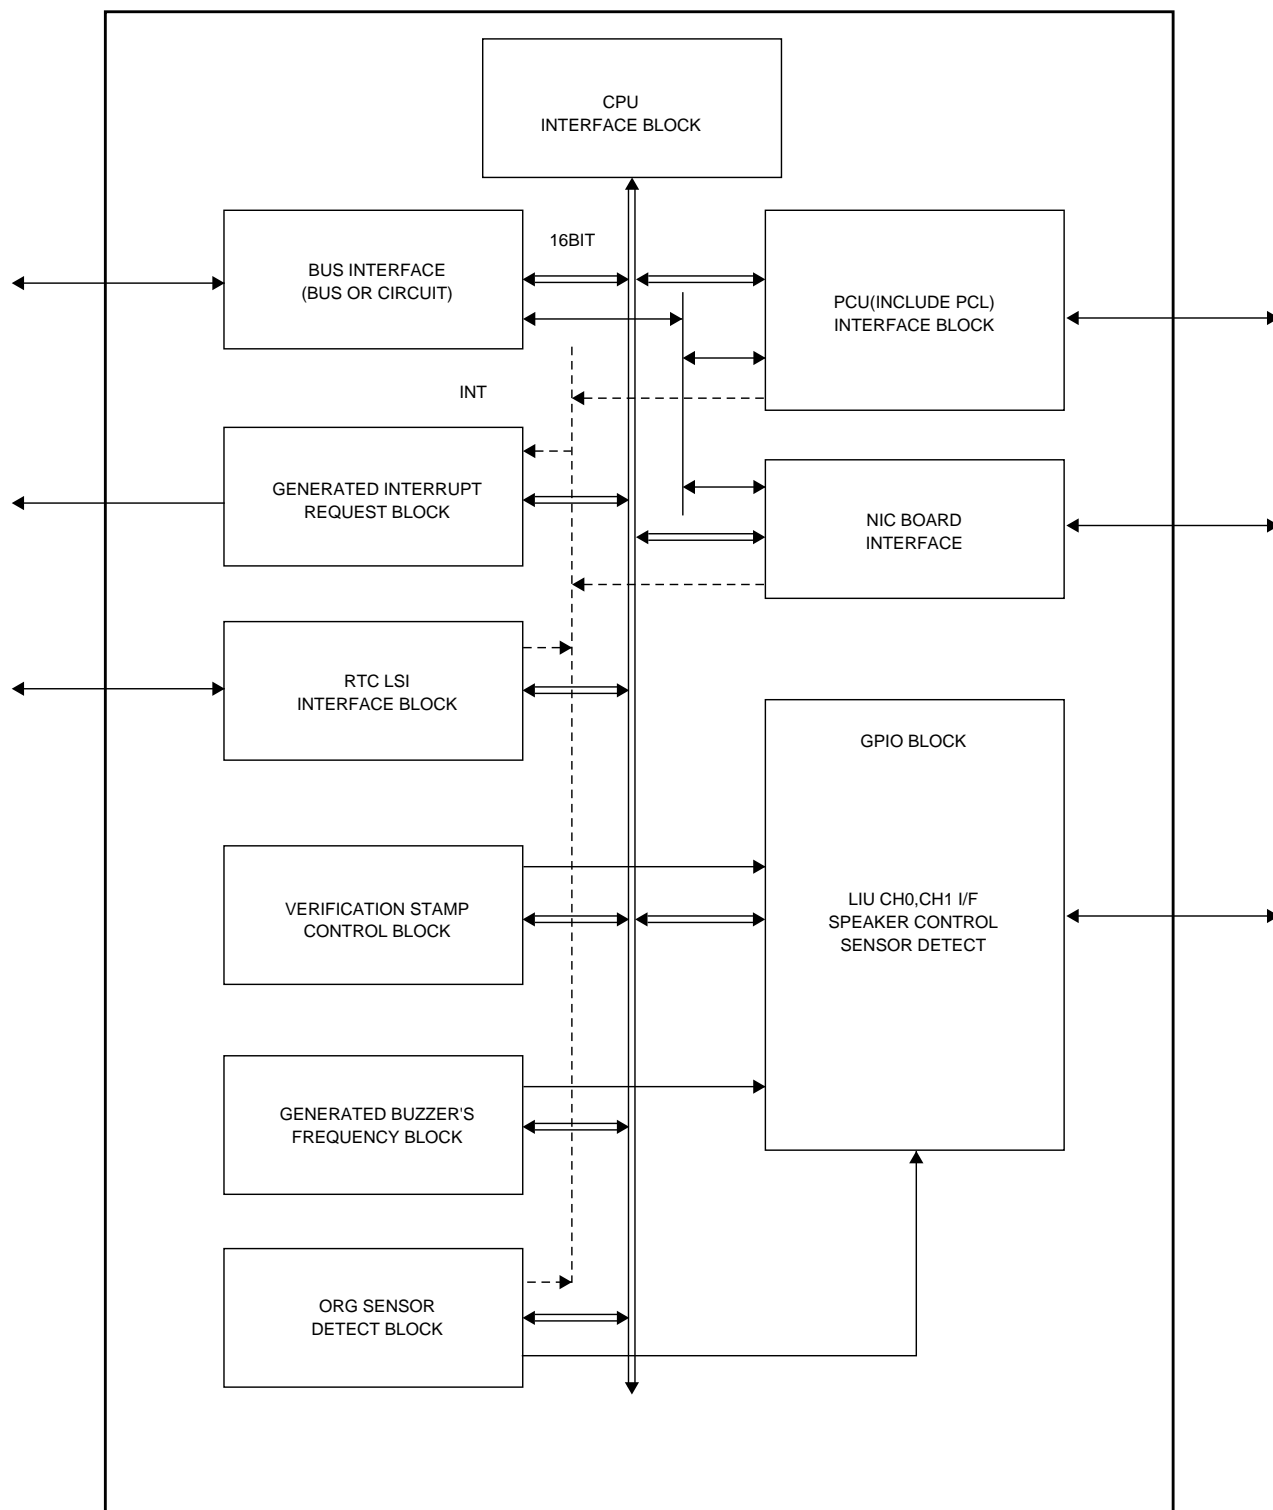 CPU
INTERFACE BLOCK
16BIT
BUS INTERFACE
(BUS OR CIRCUIT)
PCU(INCLUDE PCL)
INTERFACE BLOCK
INT
GENERATED INTERRUPT
REQUEST BLOCK
NIC BOARD
INTERFACE
RTC LSI
INTERFACE BLOCK
GPIO BLOCK
VERIFICATION STAMP
CONTROL BLOCK
LIU CH0,CH1 I/F
SPEAKER CONTROL
SENSOR DETECT
GENERATED BUZZER'S
FREQUENCY BLOCK
ORG SENSOR
DETECT BLOCK